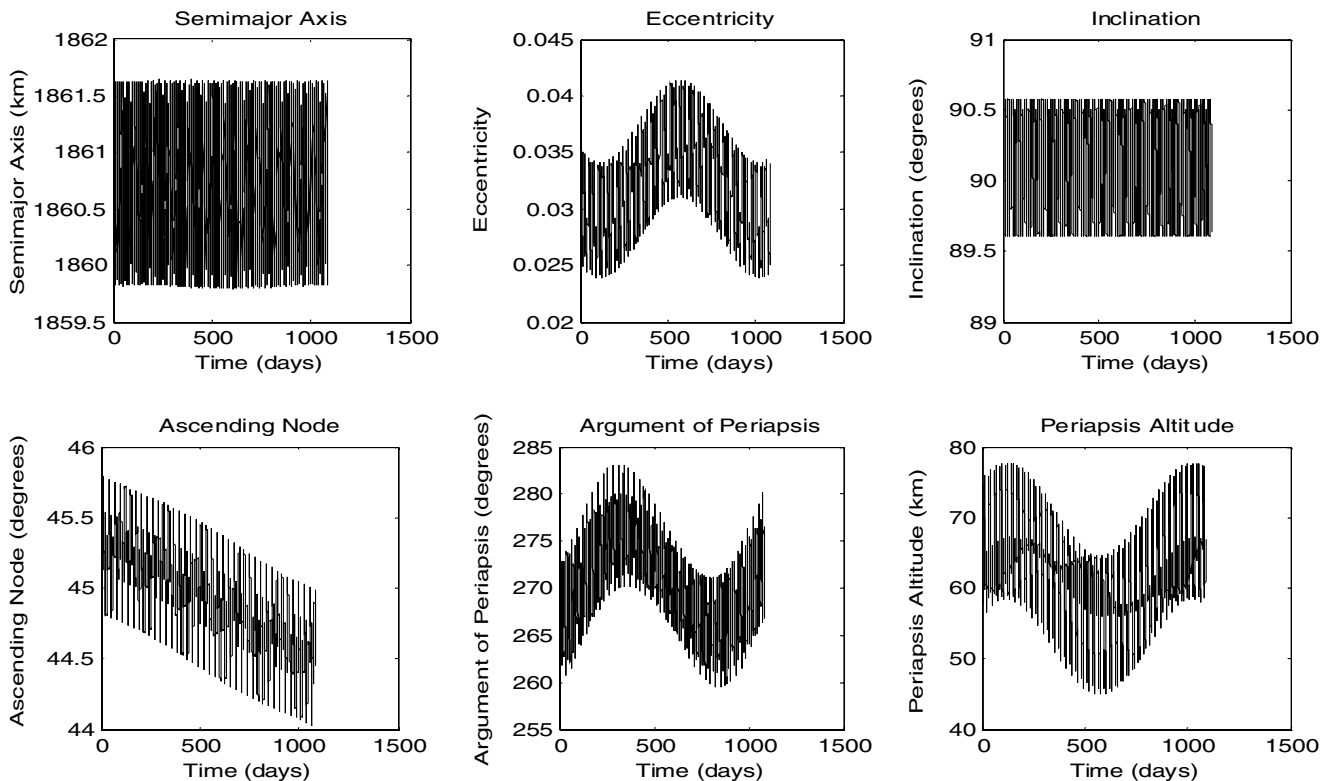 Semimajor Axis
Semimajor Axis (km)
1862
1861.5
1861
1860.5
1860
1859.5
0 500 1000 1500
Time (days)
Eccentricity
Ecccentricity
0.045
0.04
0.035
0.03
0.025
0.02
0 500 1000 1500
Time (days)
Inclination
Inclination (degrees)
91
90.5
90
89.5
89
0 500 1000 1500
Time (days)
Ascending Node
Ascending Node (degrees)
46
45.5
45
44.5
44
0 500 1000 1500
Time (days)
Argument of Periapsis
Argument of Periapsis (degrees)
285
280
275
270
265
260
255
0 500 1000 1500
Time (days)
Periapsis Altitude
Periapsis Altitude (km)
80
70
60
50
40
0 500 1000 1500
Time (days)